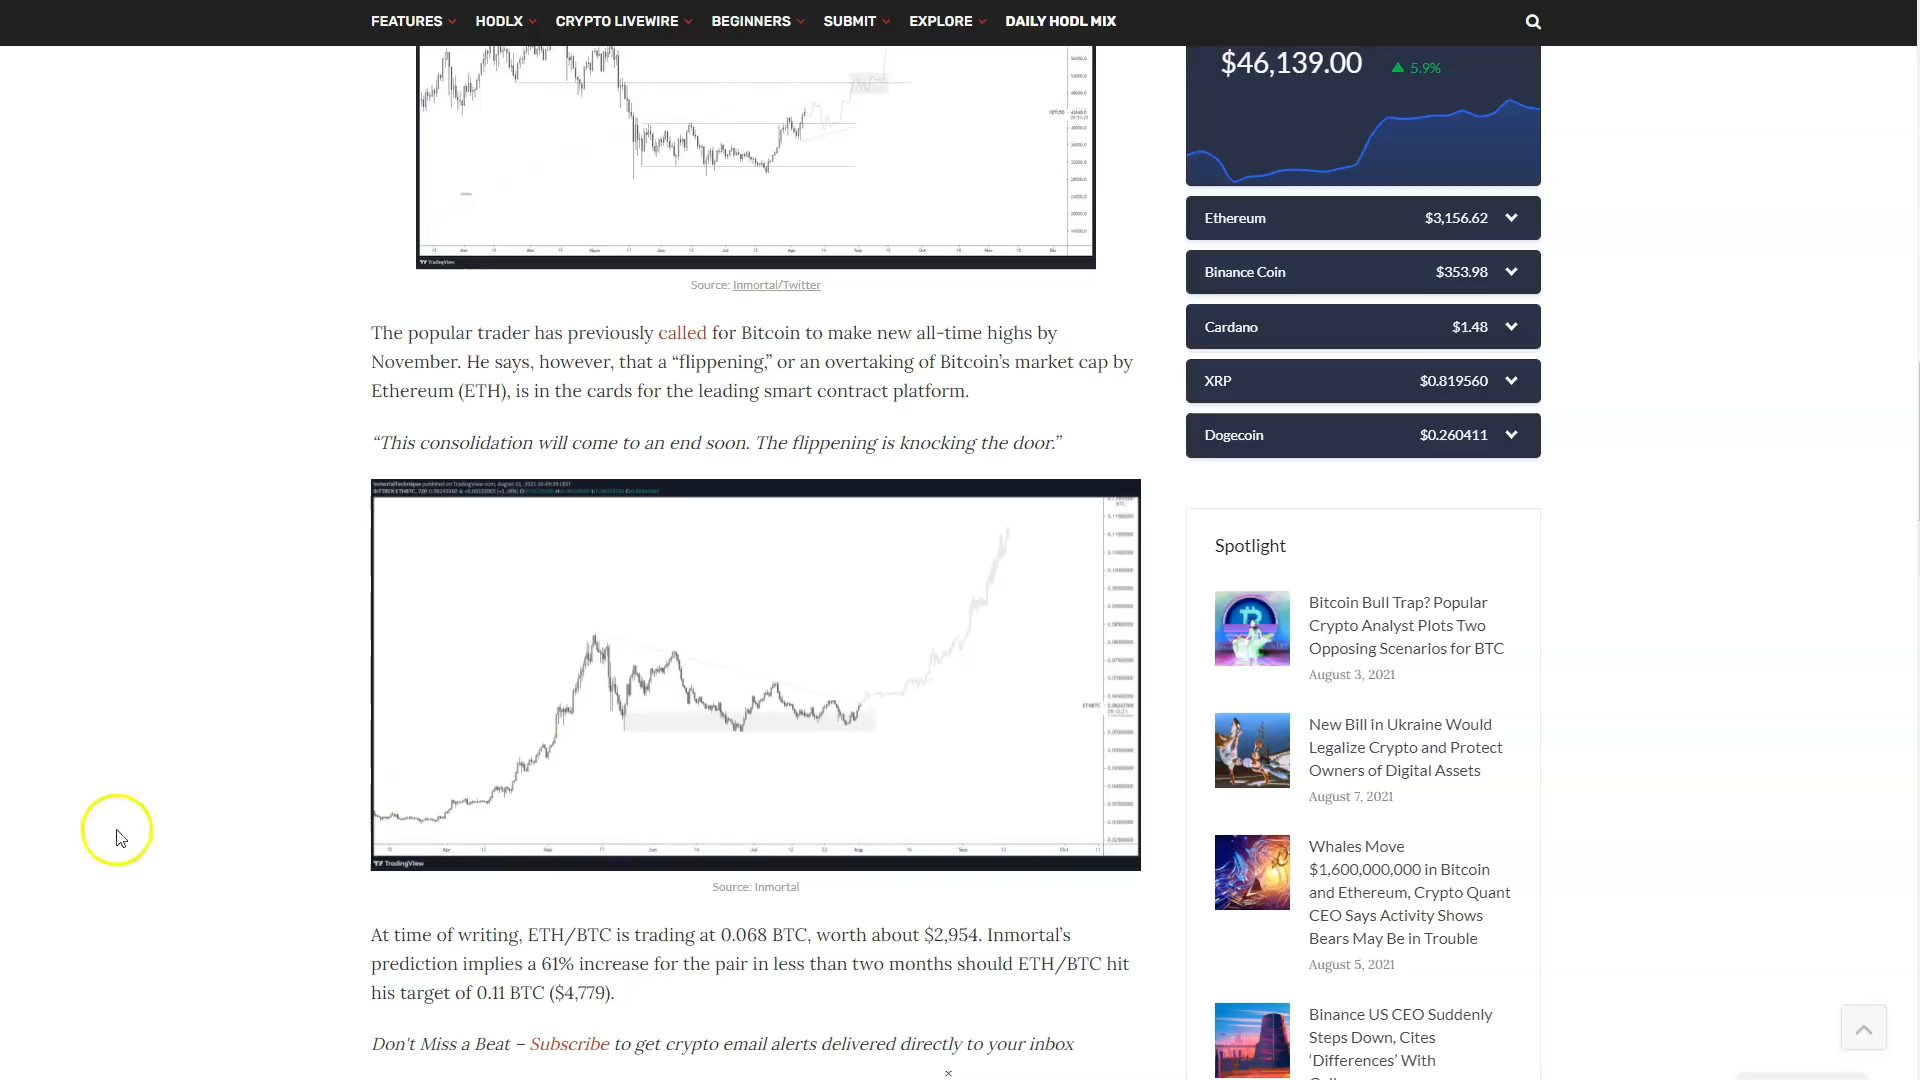 FEATURES HODLX CRYPTO LIVEWIRE BEGINNERS SUBMIT EXPLORE DAILY HODL MIX
TradingView
Source: Inmortal/Twitter
The popular trader has previously called for Bitcoin to make new all-time highs by
November. He says, however, that a “flippening,” or an overtaking of Bitcoin’s market cap by
Ethereum (ETH), is in the cards for the leading smart contract platform.
“This consolidation will come to an end soon. The flippening is knocking the door.”
TradingView
Source: Inmortal
At time of writing, ETH/BTC is trading at 0.068 BTC, worth about $2,954. Inmortal’s
prediction implies a 61% increase for the pair in less than two months should ETH/BTC hit
his target of 0.11 BTC ($4,779).
Don't Miss a Beat – Subscribe to get crypto email alerts delivered directly to your inbox
$46,139.00 5.9%
Ethereum $3,156.62
Binance Coin $353.98
Cardano $1.48
XRP $0.819560
Dogecoin $0.260411
Spotlight
Bitcoin Bull Trap? Popular
Crypto Analyst Plots Two
Opposing Scenarios for BTC
August 3, 2021
New Bill in Ukraine Would
Legalize Crypto and Protect
Owners of Digital Assets
August 7, 2021
Whales Move
$1,600,000,000 in Bitcoin
and Ethereum, Crypto Quant
CEO Says Activity Shows
Bears May Be in Trouble
August 5, 2021
Binance US CEO Suddenly
Steps Down, Cites
‘Differences’ With